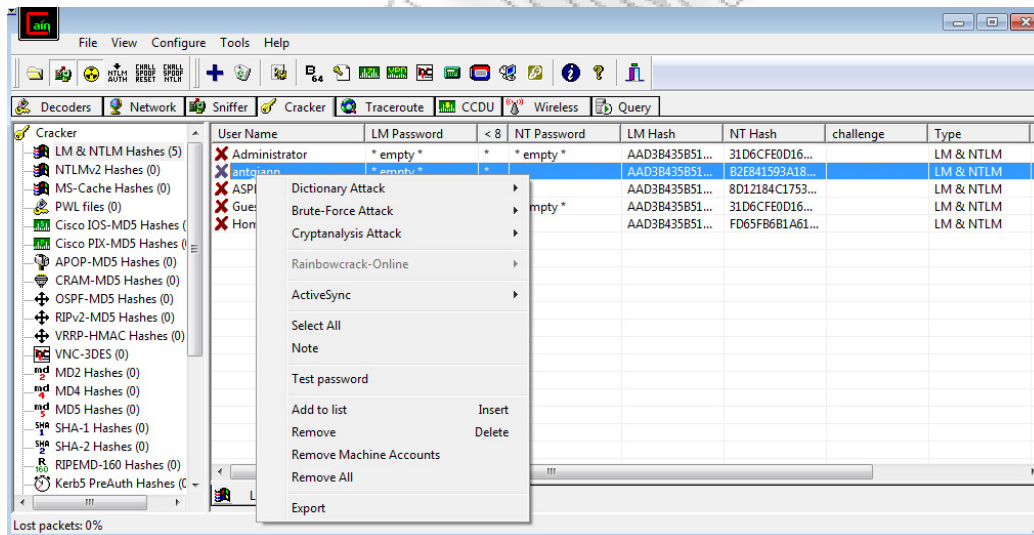 Cain
File View Configure Tools Help
NTLM AUTH CHALL SPOOF RESET CHALL SPOOF NTLM B64
Decoders Network Sniffer Cracker Traceroute CCDU Wireless Query
Cracker
LM & NTLM Hashes (5)
NTLMv2 Hashes (0)
MS-Cache Hashes (0)
PWL files (0)
Cisco IOS-MD5 Hashes (
Cisco PIX-MD5 Hashes (
APOP-MD5 Hashes (0)
CRAM-MD5 Hashes (0)
OSPF-MD5 Hashes (0)
RIPv2-MD5 Hashes (0)
VRRP-HMAC Hashes (0)
VNC-3DES (0)
MD2 Hashes (0)
MD4 Hashes (0)
MD5 Hashes (0)
SHA-1 Hashes (0)
SHA-2 Hashes (0)
RIPEMD-160 Hashes (0)
Kerb5 PreAuth Hashes (
User Name LM Password < 8 NT Password LM Hash NT Hash challenge Type
Administrator * empty * * * empty * AAD3B435B51... 31D6CFE0D16... LM & NTLM
antgiann * empty * * AAD3B435B51... B2E841593A18... LM & NTLM
ASP AAD3B435B51... 8D12184C1753... LM & NTLM
Gues mpty * AAD3B435B51... 31D6CFE0D16... LM & NTLM
Hom AAD3B435B51... FD65FB6B1A61... LM & NTLM
Dictionary Attack
Brute-Force Attack
Cryptanalysis Attack
Rainbowcrack-Online
ActiveSync
Select All
Note
Test password
Add to list Insert
Remove Delete
Remove Machine Accounts
Remove All
Export
L
Lost packets: 0%